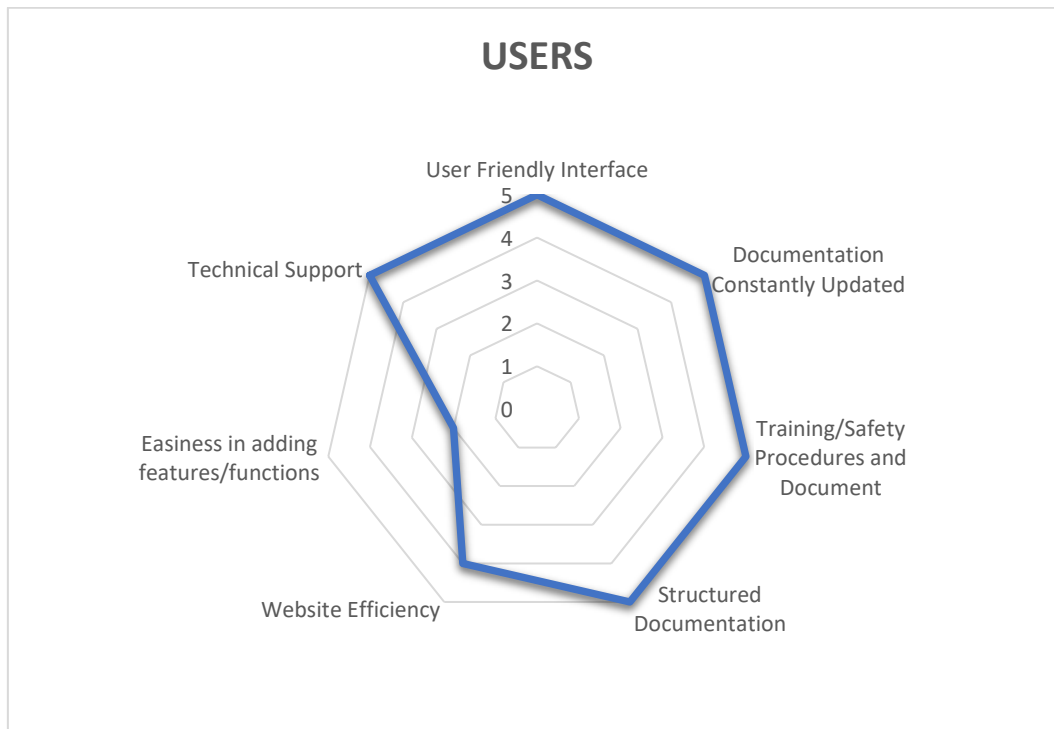 USERS
User Friendly Interface
5
4
3
2
1
0
Documentation
Constantly Updated
Training/Safety
Procedures and
Document
Structured
Documentation
Website Efficiency
Easiness in adding
features/functions
Technical Support